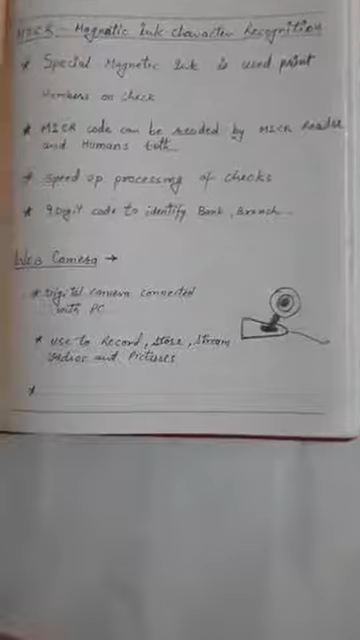 MICR - Magnetic Ink Character Recognition
* Special Magnetic Ink is used print
Numbers on check
* MICR code can be readed by MICR Reader
and Humans both
* Speed up processing of checks
* 9 Digit code to identify Bank, Branch
Web Camera →
* Digital camera connected
with PC
* Use to Record, Store, Stream
Videos and Pictures
*